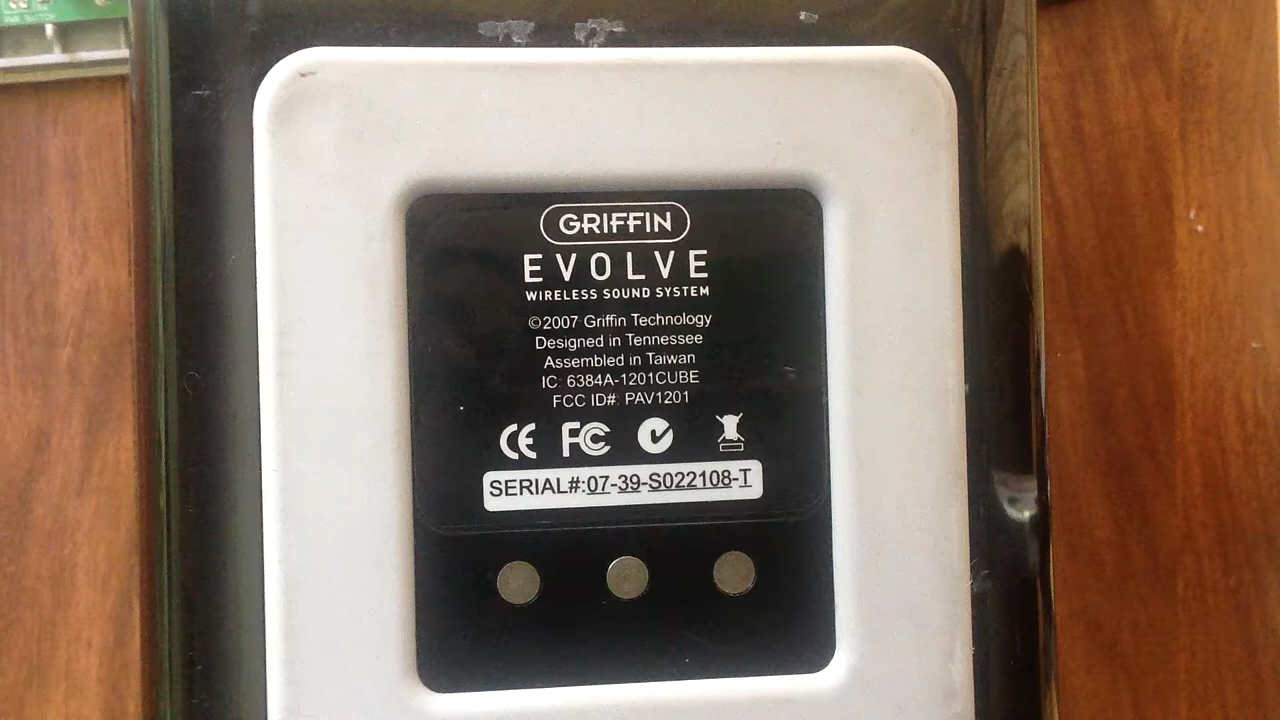 GRIFFIN
EVOLVE
WIRELESS SOUND SYSTEM
©2007 Griffin Technology
Designed in Tennessee
Assembled in Taiwan
IC: 6384A-1201CUBE
FCC ID#: PAV1201
CE FC
SERIAL#:07-39-S022108-T